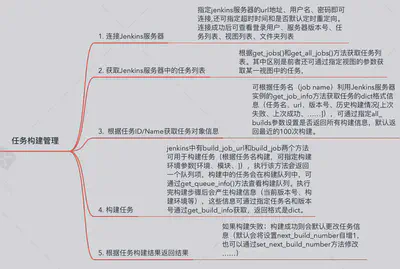 任务构建管理
1. 连接Jenkins服务器
指定jenkins服务器的url地址、用户名、密码即可
连接,还可指定超时时间和是否默认定时重定向。
连接成功后可查看登录用户、服务器版本号、任
务列表、视图列表、文件夹列表
2. 获取Jenkins服务器中的任务列表
根据get_jobs()和get_all_jobs()方法获取任务列
表。其中区别是前者还可通过指定视图的参数获
取某一视图中的任务。
3. 根据任务ID/Name获取任务对象信息
可根据任务名（job name）利用Jenkins服务器
实例的get_job_info方法获取任务的dict格式信
息（任务名、url、版本号、历史构建情况[上次
失败、上次成功、……]），可通过指定all_
builds参数设置是否返回所有构建信息，默认返
回最近的100次构建。
4. 构建任务
jenkins中有build_job_url和build_job两个方法
可用于构建任务（根据任务名构建，可指定构建
环境参数[环境、模块、]），执行该方法会返回
一个队列项，构建中的任务会在构建队列中，可
通过get_queue_info()方法查看构建队列，执行
完构建步骤后会产生构建信息（当前版本号、构
建环境等），这些信息可通过指定任务名和版本
号通过get_build_info获取，返回格式是dict。
5. 根据任务构建结果返回结果
如果构建失败：构建成功则会默认更改任务信
息（默认会将设置next_build_number自增1，
也可以通过set_next_build_number方法修改
……）